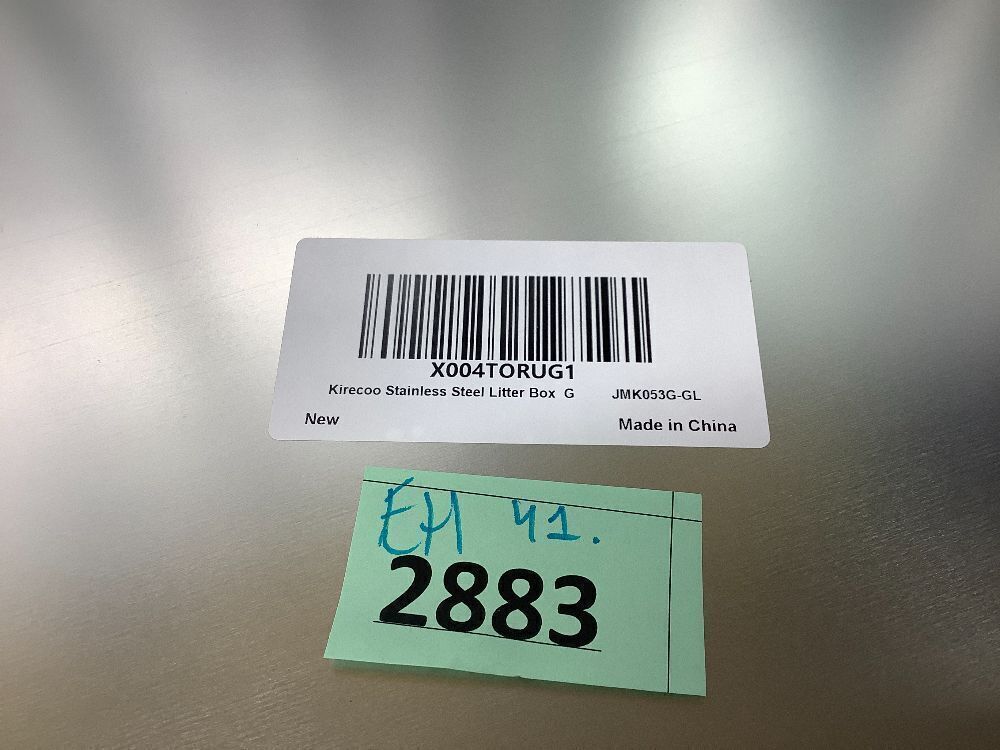 X004TORUG1
Kirecoo Stainless Steel Litter Box G JMK053G-GL
New Made in China
EH 41.
2883